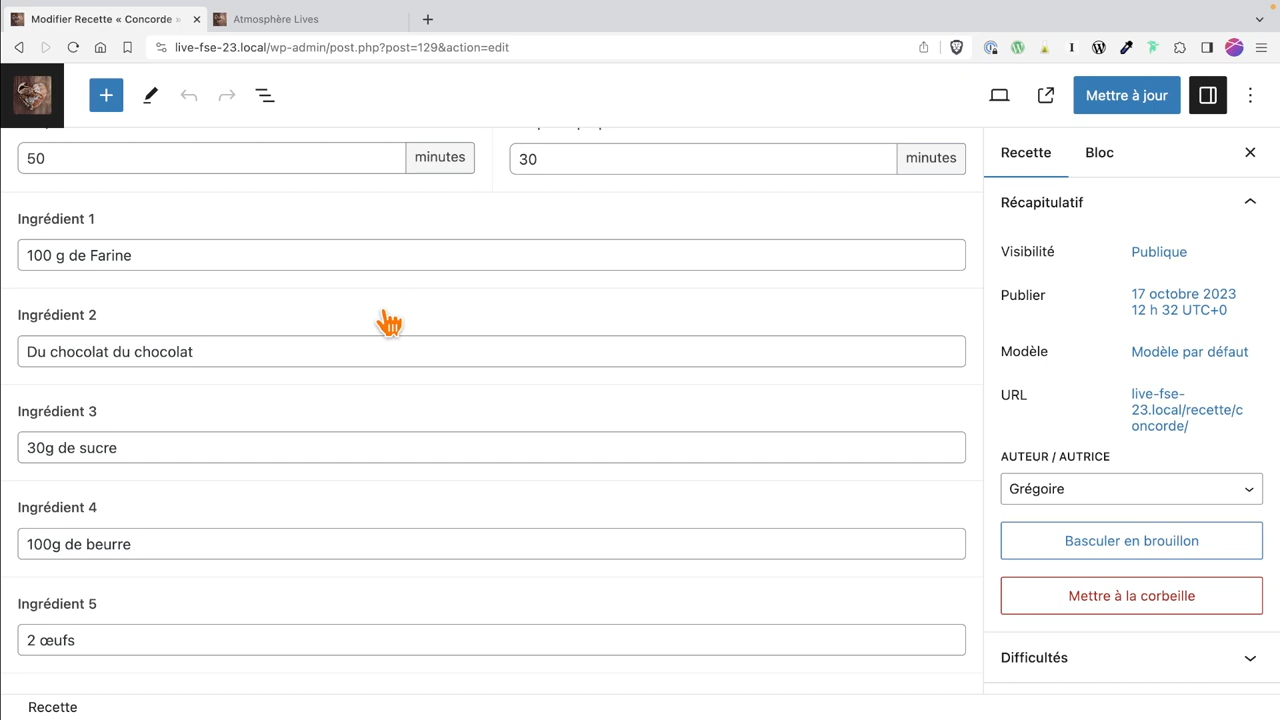 Modifier Recette « Concorde »
Atmosphère Lives
live-fse-23.local/wp-admin/post.php?post=129&action=edit
Mettre à jour
50
minutes
30
minutes
Ingrédient 1
100 g de Farine
Ingrédient 2
Du chocolat du chocolat
Ingrédient 3
30g de sucre
Ingrédient 4
100g de beurre
Ingrédient 5
2 œufs
Recette
Bloc
Récapitulatif
Visibilité
Publique
Publier
17 octobre 2023
12 h 32 UTC+0
Modèle
Modèle par défaut
URL
live-fse-
23.local/recette/c
oncorde/
AUTEUR / AUTRICE
Grégoire
Basculer en brouillon
Mettre à la corbeille
Difficultés
Recette